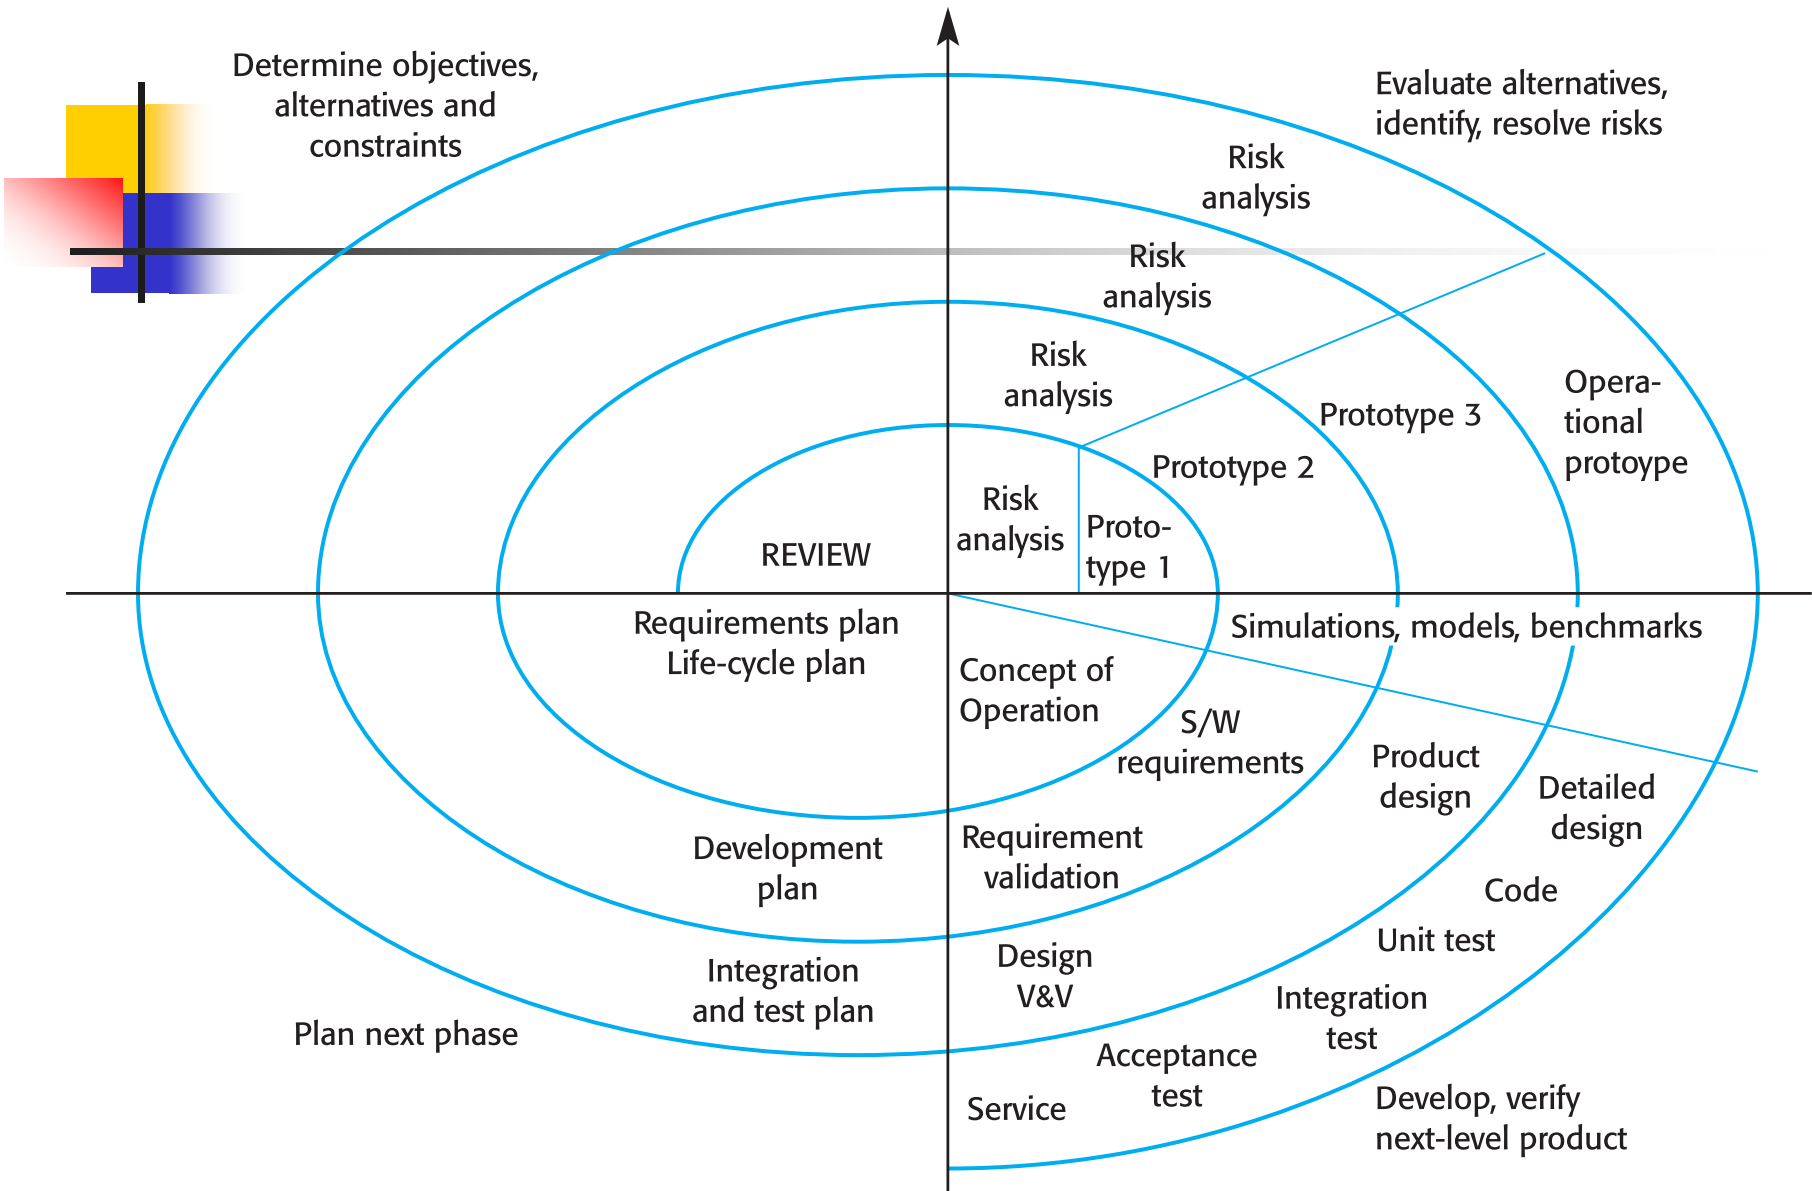 Determine objectives,
alternatives and
constraints
Evaluate alternatives,
identify, resolve risks
Risk
analysis
Risk
analysis
Risk
analysis
Risk
analysis
Proto-
type 1
Prototype 2
Prototype 3
Opera-
tional
protoype
REVIEW
Requirements plan
Life-cycle plan
Simulations, models, benchmarks
Concept of
Operation
S/W
requirements
Product
design
Detailed
design
Development
plan
Requirement
validation
Code
Unit test
Integration
and test plan
Design
V&V
Integration
test
Plan next phase
Acceptance
test
Service
Develop, verify
next-level product